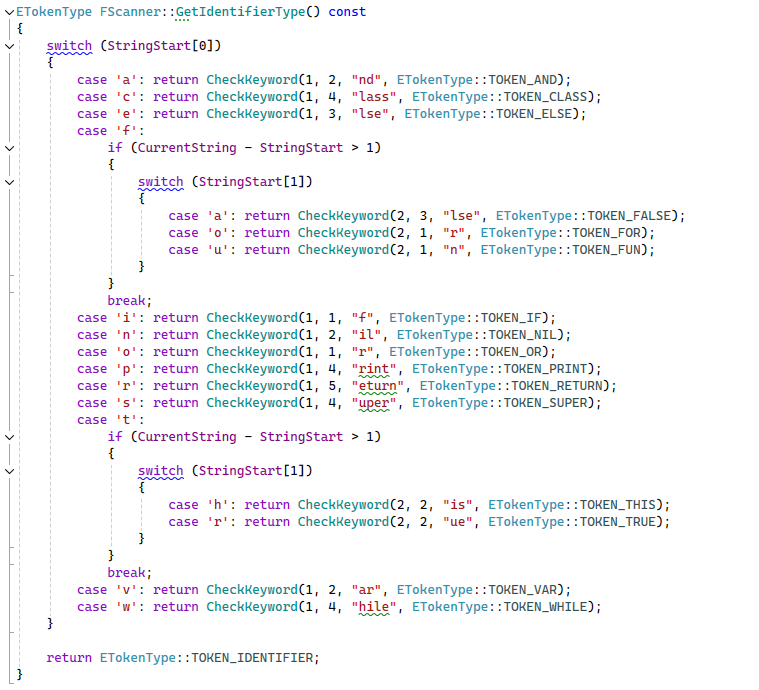 ETokenType FScanner::GetIdentifierType() const
{
    switch (StringStart[0])
    {
        case 'a': return CheckKeyword(1, 2, "nd", ETokenType::TOKEN_AND);
        case 'c': return CheckKeyword(1, 4, "lass", ETokenType::TOKEN_CLASS);
        case 'e': return CheckKeyword(1, 3, "lse", ETokenType::TOKEN_ELSE);
        case 'f':
            if (CurrentString - StringStart > 1)
            {
                switch (StringStart[1])
                {
                    case 'a': return CheckKeyword(2, 3, "lse", ETokenType::TOKEN_FALSE);
                    case 'o': return CheckKeyword(2, 1, "r", ETokenType::TOKEN_FOR);
                    case 'u': return CheckKeyword(2, 1, "n", ETokenType::TOKEN_FUN);
                }
            }
            break;
        case 'i': return CheckKeyword(1, 1, "f", ETokenType::TOKEN_IF);
        case 'n': return CheckKeyword(1, 2, "il", ETokenType::TOKEN_NIL);
        case 'o': return CheckKeyword(1, 1, "r", ETokenType::TOKEN_OR);
        case 'p': return CheckKeyword(1, 4, "rint", ETokenType::TOKEN_PRINT);
        case 'r': return CheckKeyword(1, 5, "eturn", ETokenType::TOKEN_RETURN);
        case 's': return CheckKeyword(1, 4, "uper", ETokenType::TOKEN_SUPER);
        case 't':
            if (CurrentString - StringStart > 1)
            {
                switch (StringStart[1])
                {
                    case 'h': return CheckKeyword(2, 2, "is", ETokenType::TOKEN_THIS);
                    case 'r': return CheckKeyword(2, 2, "ue", ETokenType::TOKEN_TRUE);
                }
            }
            break;
        case 'v': return CheckKeyword(1, 2, "ar", ETokenType::TOKEN_VAR);
        case 'w': return CheckKeyword(1, 4, "hile", ETokenType::TOKEN_WHILE);
    }

    return ETokenType::TOKEN_IDENTIFIER;
}